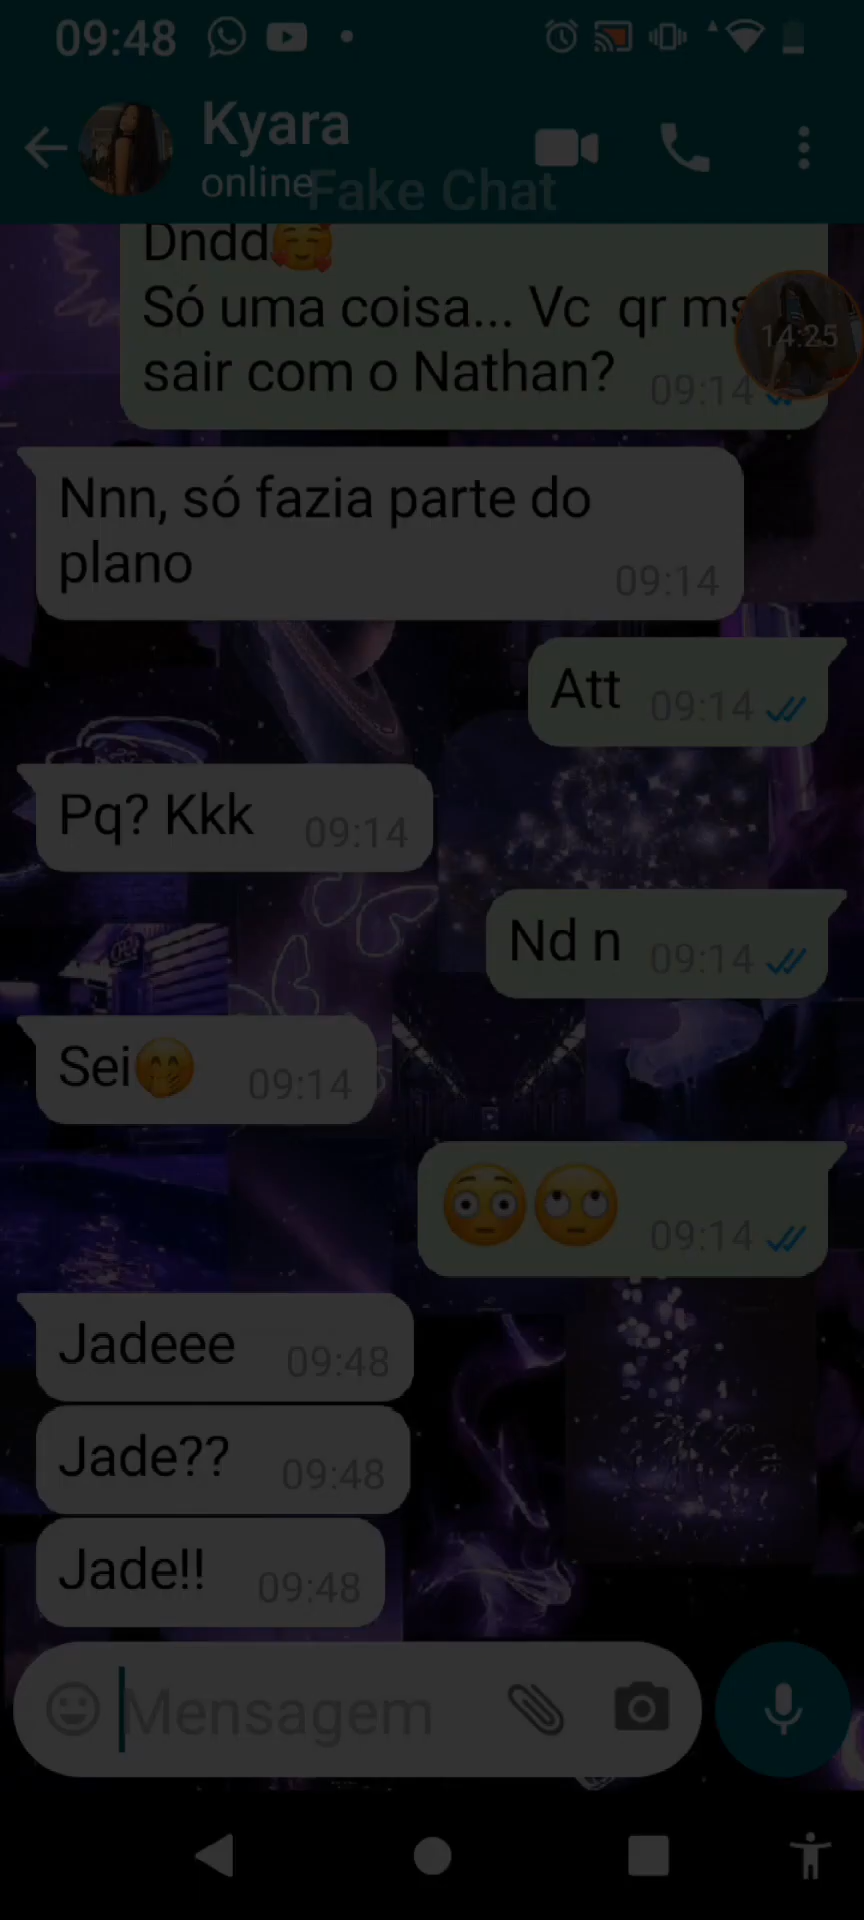 09:48
Kyara
online
Fake Chat
Dndd🥰
Só uma coisa... Vc qr ms
14:25
sair com o Nathan?
09:14
Nnn, só fazia parte do
plano
09:14
Att 09:14
Pq? Kkk 09:14
Nd n 09:14
Sei🤭 09:14
😳🙄 09:14
Jadeee 09:48
Jade?? 09:48
Jade!! 09:48
Mensagem